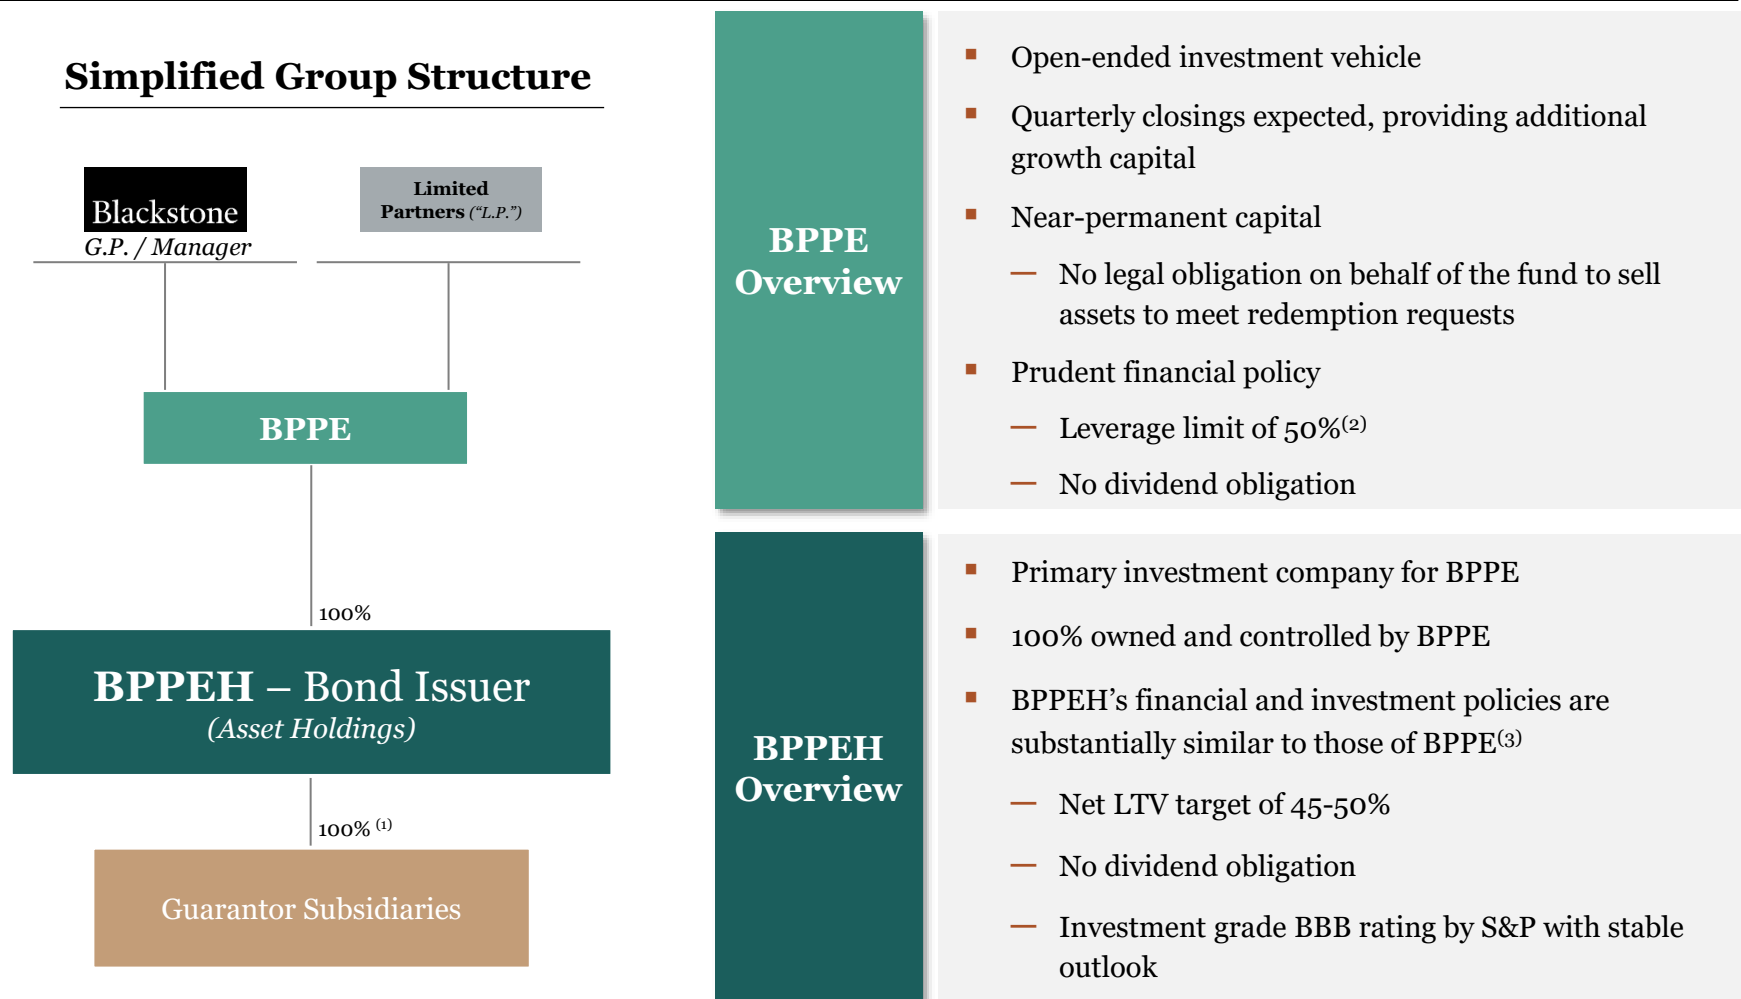 Simplified Group Structure
Blackstone
G.P. / Manager
Limited
Partners (“L.P.”)
BPPE
100%
BPPEH – Bond Issuer
(Asset Holdings)
100% (1)
Guarantor Subsidiaries
BPPE
Overview
▪ Open-ended investment vehicle
▪ Quarterly closings expected, providing additional
growth capital
▪ Near-permanent capital
— No legal obligation on behalf of the fund to sell
assets to meet redemption requests
▪ Prudent financial policy
— Leverage limit of 50%(2)
— No dividend obligation
BPPEH
Overview
▪ Primary investment company for BPPE
▪ 100% owned and controlled by BPPE
▪ BPPEH’s financial and investment policies are
substantially similar to those of BPPE(3)
— Net LTV target of 45-50%
— No dividend obligation
— Investment grade BBB rating by S&P with stable
outlook